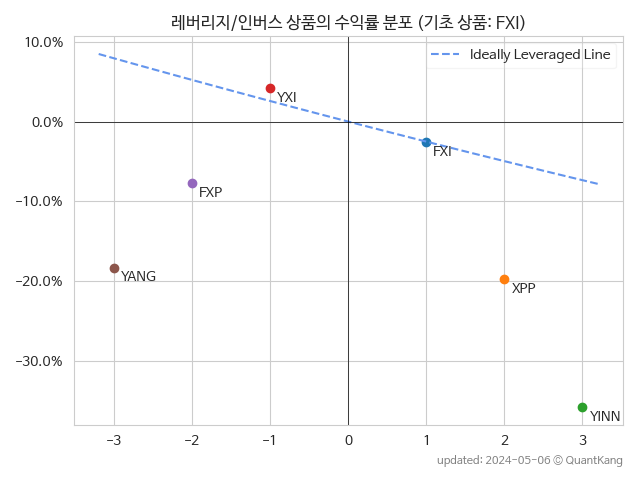 레버리지/인버스 상품의 수익률 분포 (기초 상품: FXI)
10.0%
Ideally Leveraged Line
YXI
0.0%
FXI
FXP
-10.0%
YANG
-20.0%
XPP
-30.0%
YINN
-3 -2 -1 0 1 2 3
updated: 2024-05-06 © QuantKang